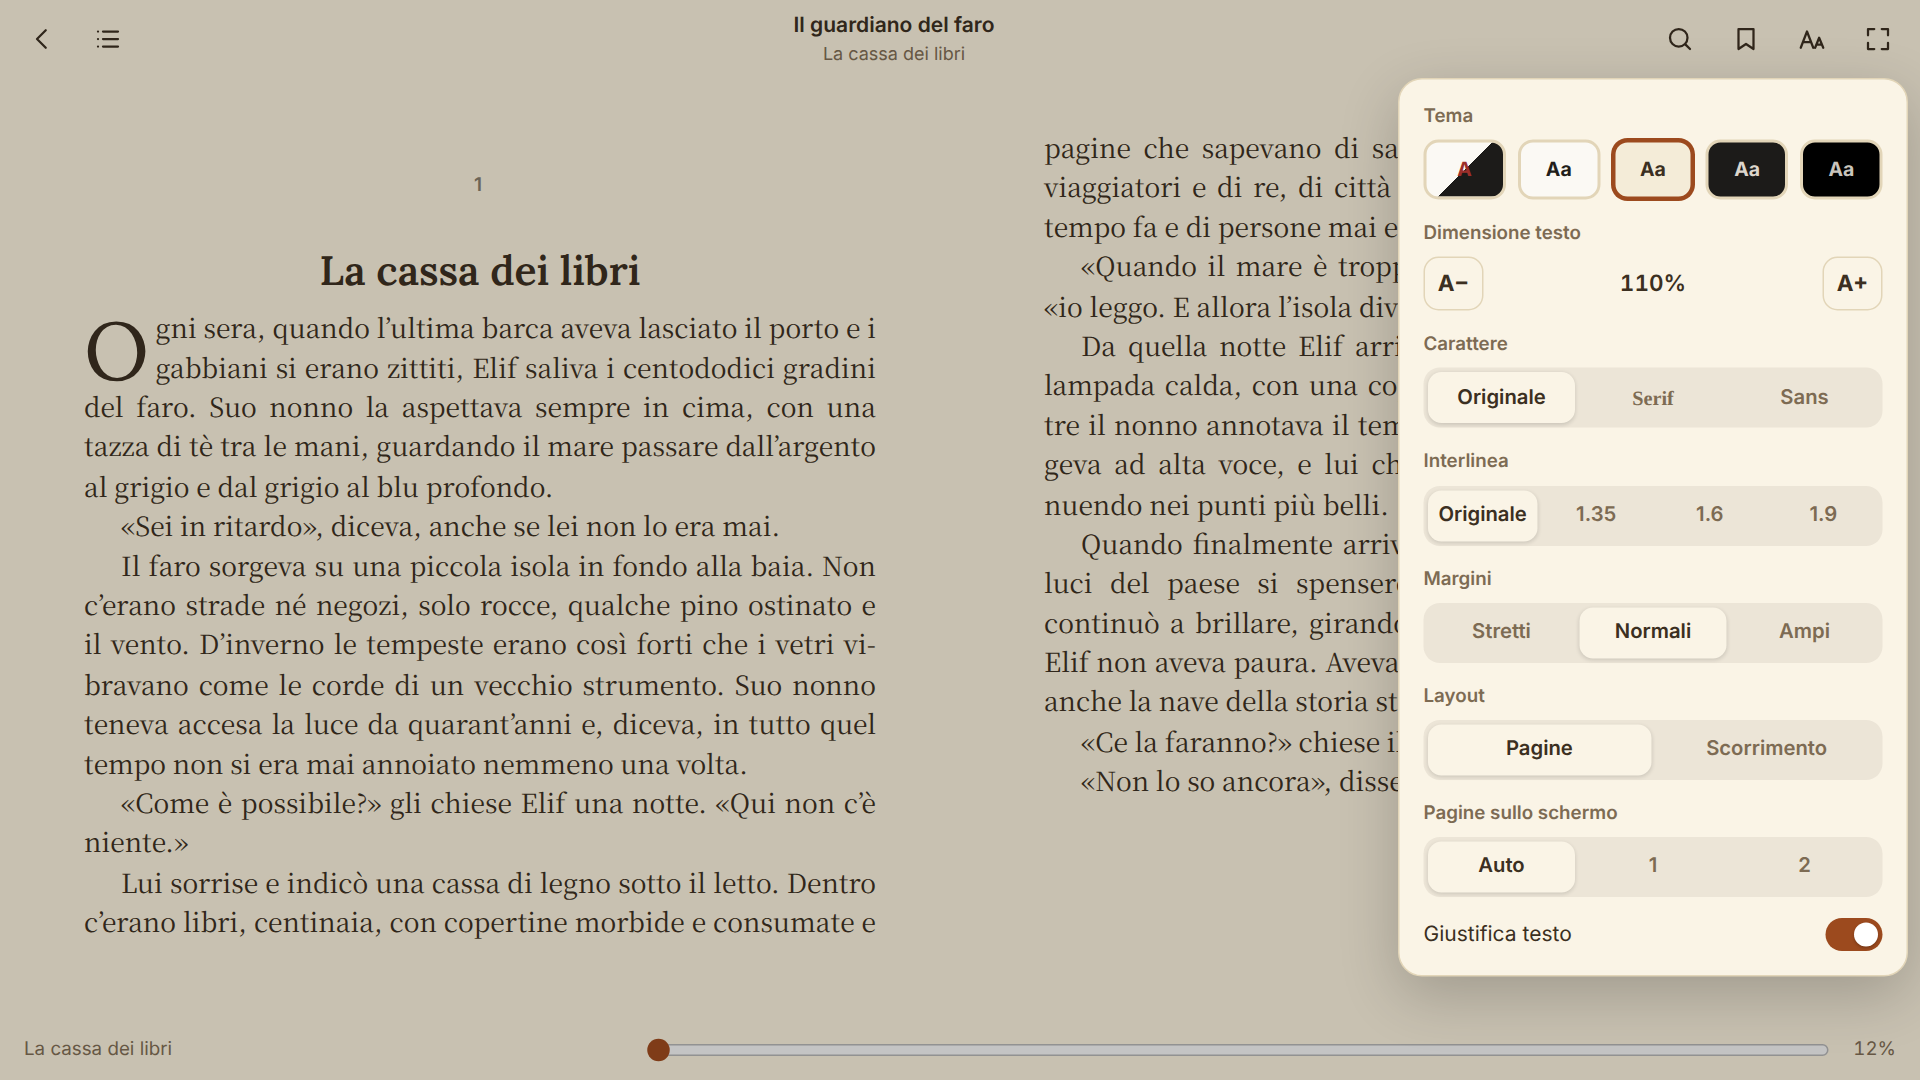 Il guardiano del faro
La cassa dei libri
1
La cassa dei libri
Ogni sera, quando l’ultima barca aveva lasciato il porto e i
gabbiani si erano zittiti, Elif saliva i centododici gradini
del faro. Suo nonno la aspettava sempre in cima, con una
tazza di tè tra le mani, guardando il mare passare dall’argento
al grigio e dal grigio al blu profondo.
«Sei in ritardo», diceva, anche se lei non lo era mai.
Il faro sorgeva su una piccola isola in fondo alla baia. Non
c’erano strade né negozi, solo rocce, qualche pino ostinato e
il vento. D’inverno le tempeste erano così forti che i vetri vi-
bravano come le corde di un vecchio strumento. Suo nonno
teneva accesa la luce da quarant’anni e, diceva, in tutto quel
tempo non si era mai annoiato nemmeno una volta.
«Come è possibile?» gli chiese Elif una notte. «Qui non c’è
niente.»
Lui sorrise e indicò una cassa di legno sotto il letto. Dentro
c’erano libri, centinaia, con copertine morbide e consumate e
pagine che sapevano di sa
viaggiatori e di re, di città
tempo fa e di persone mai e
«Quando il mare è tropp
«io leggo. E allora l’isola div
Da quella notte Elif arri
lampada calda, con una co
tre il nonno annotava il tem
geva ad alta voce, e lui ch
nuendo nei punti più belli.
Quando finalmente arriv
luci del paese si spenser
continuò a brillare, girando
Elif non aveva paura. Aveva
anche la nave della storia st
«Ce la faranno?» chiese il
«Non lo so ancora», disse
Tema
A Aa Aa Aa Aa
Dimensione testo
A− 110% A+
Carattere
Originale Serif Sans
Interlinea
Originale 1.35 1.6 1.9
Margini
Stretti Normali Ampi
Layout
Pagine Scorrimento
Pagine sullo schermo
Auto 1 2
Giustifica testo
La cassa dei libri
12%